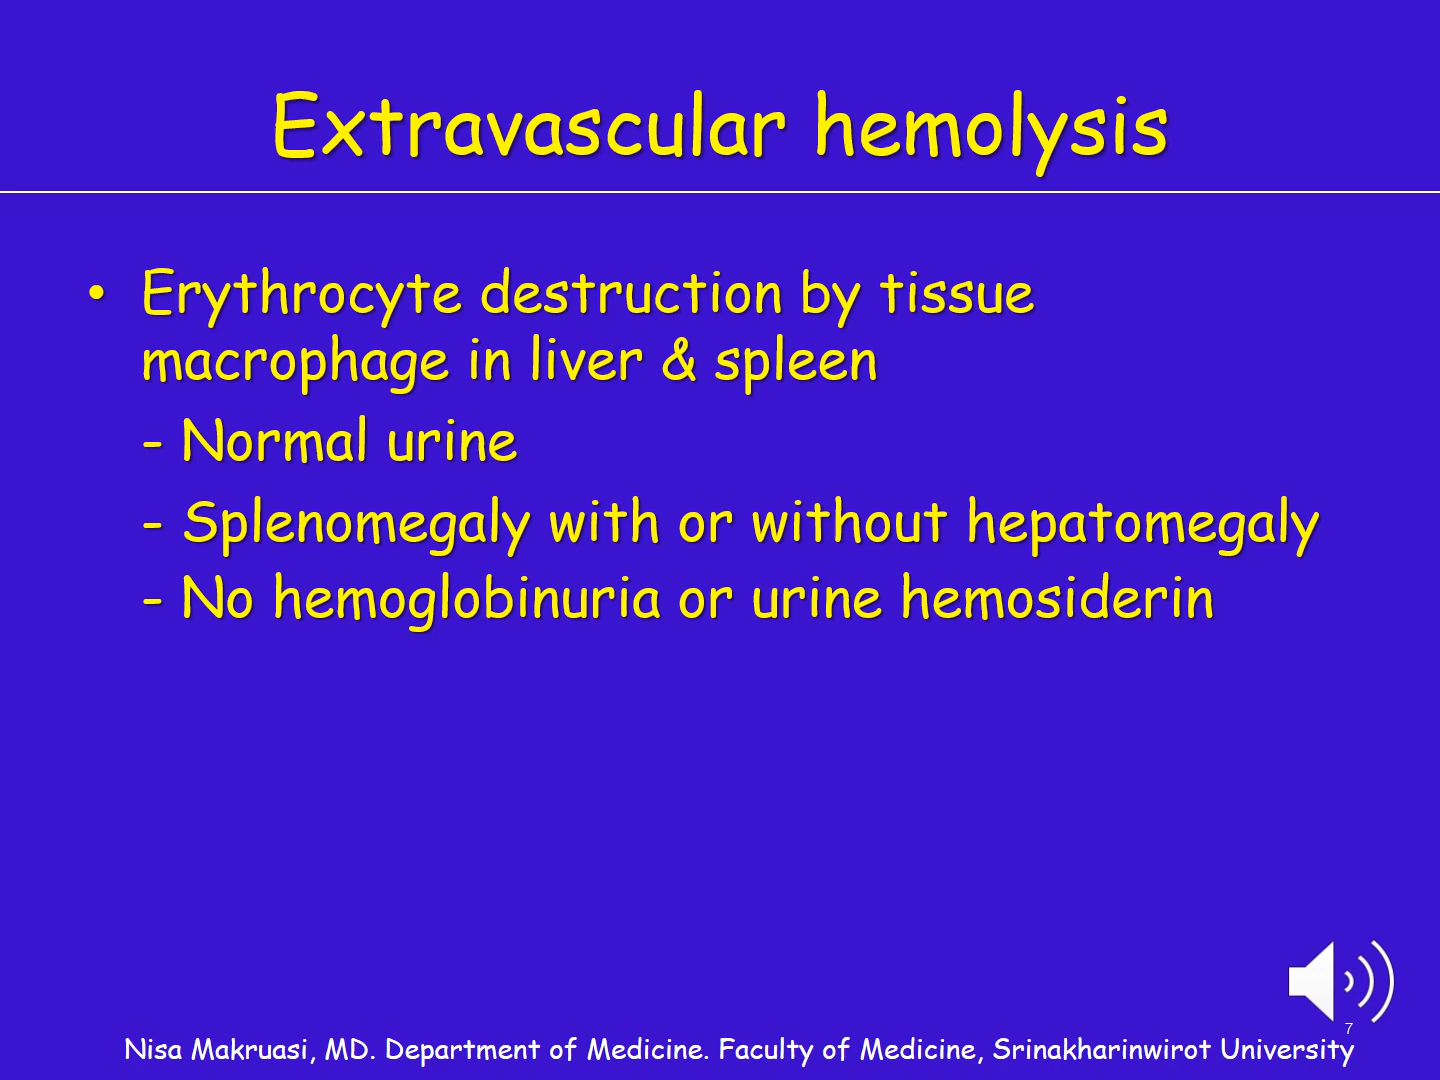 Extravascular hemolysis
• Erythrocyte destruction by tissue
macrophage in liver & spleen
- Normal urine
- Splenomegaly with or without hepatomegaly
- No hemoglobinuria or urine hemosiderin
7
Nisa Makruasi, MD. Department of Medicine. Faculty of Medicine, Srinakharinwirot University